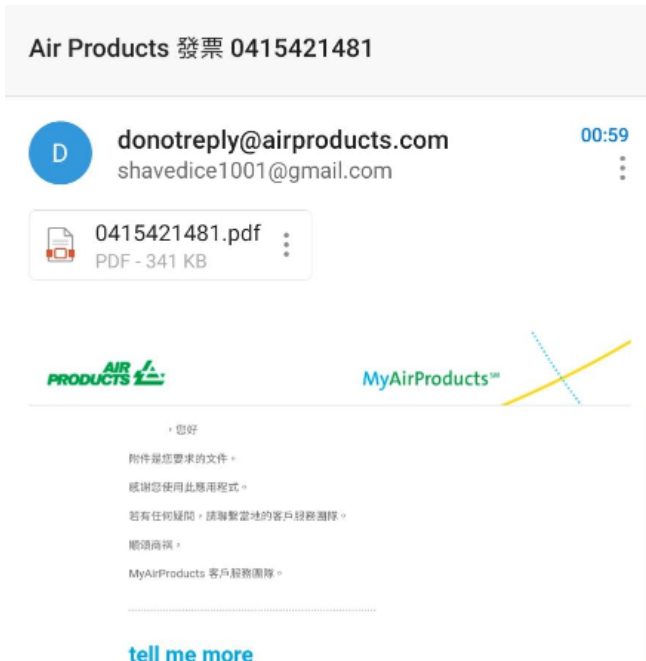 Air Products 發票 0415421481
D
donotreply@airproducts.com
00:59
shavedice1001@gmail.com
0415421481.pdf
PDF - 341 KB
AIR
PRODUCTS
MyAirProducts℠
，您好
附件是您要求的文件。
感謝您使用此應用程式。
若有任何疑問，請聯繫當地的客戶服務團隊。
順頌商祺，
MyAirProducts 客戶服務團隊。
tell me more